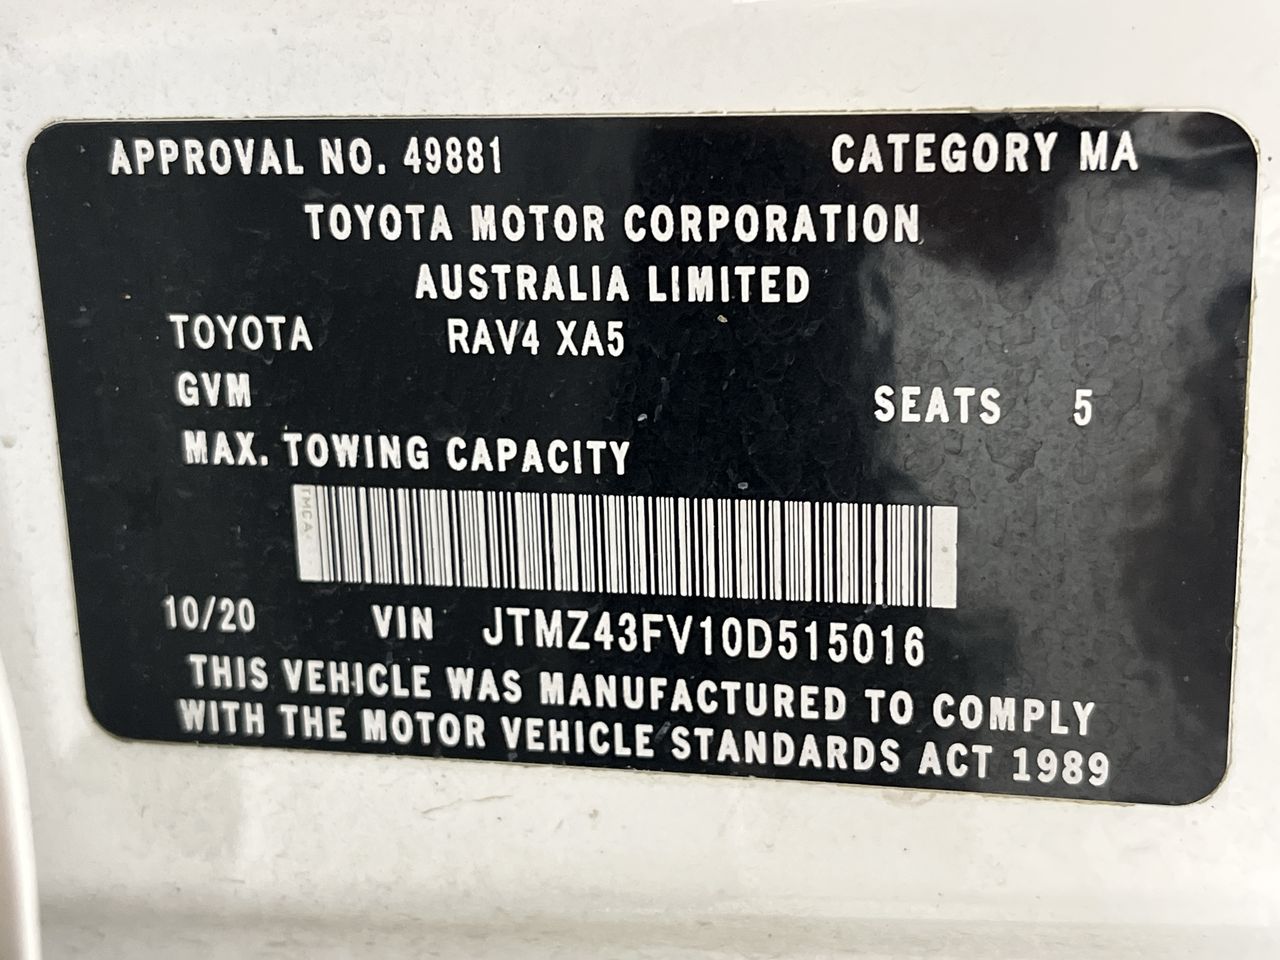 APPROVAL NO. 49881 CATEGORY MA
TOYOTA MOTOR CORPORATION
AUSTRALIA LIMITED
TOYOTA RAV4 XA5
GVM SEATS 5
MAX. TOWING CAPACITY
TMCA
10/20 VIN JTMZ43FV10D515016
THIS VEHICLE WAS MANUFACTURED TO COMPLY
WITH THE MOTOR VEHICLE STANDARDS ACT 1989